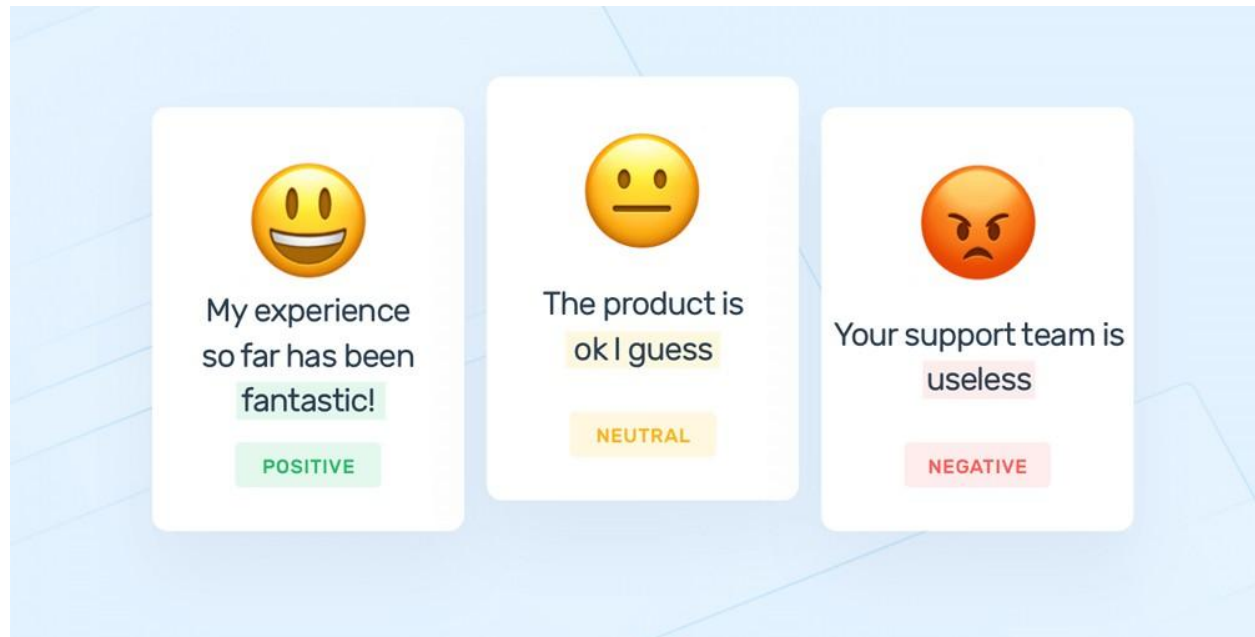 My experience
so far has been
fantastic!
POSITIVE
The product is
ok I guess
NEUTRAL
Your support team is
useless
NEGATIVE